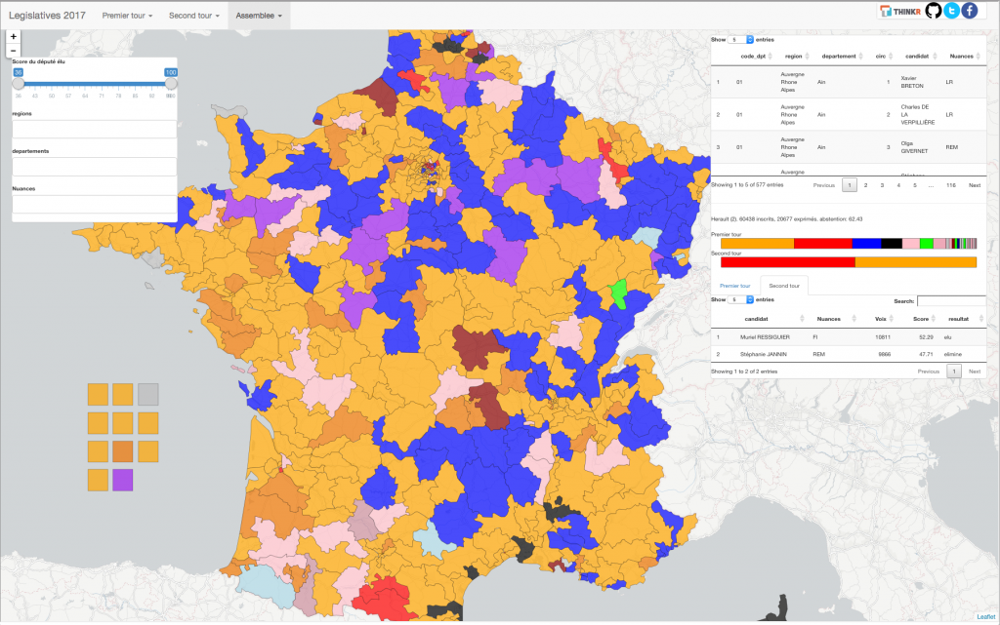 Legislatives 2017 Premier tour Second tour Assemblee
THINKR
+
−
Score du député élu
36 100
36 43 50 57 64 71 78 85 92
regions
departements
Nuances
Show 5 entries
code_dpt region departement circ candidat Nuances
1 01 Auvergne Rhone Alpes Ain 1 Xavier BRETON LR
2 01 Auvergne Rhone Alpes Ain 2 Charles DE LA VERPILLIÈRE LR
3 01 Auvergne Rhone Alpes Ain 3 Olga GIVERNET REM
Auvergne
Showing 1 to 5 of 577 entries Previous 1 2 3 4 5 … 116 Next
Herault (2). 60438 inscrits, 20677 exprimés, abstention: 62.43
Premier tour
Second tour
Premier tour Second tour
Show 5 entries Search:
candidat Nuances Voix Score resultat
1 Muriel RESSIGUIER FI 10811 52.29 elu
2 Stéphanie JANNIN REM 9866 47.71 elimine
Showing 1 to 2 of 2 entries Previous 1 Next
Leaflet